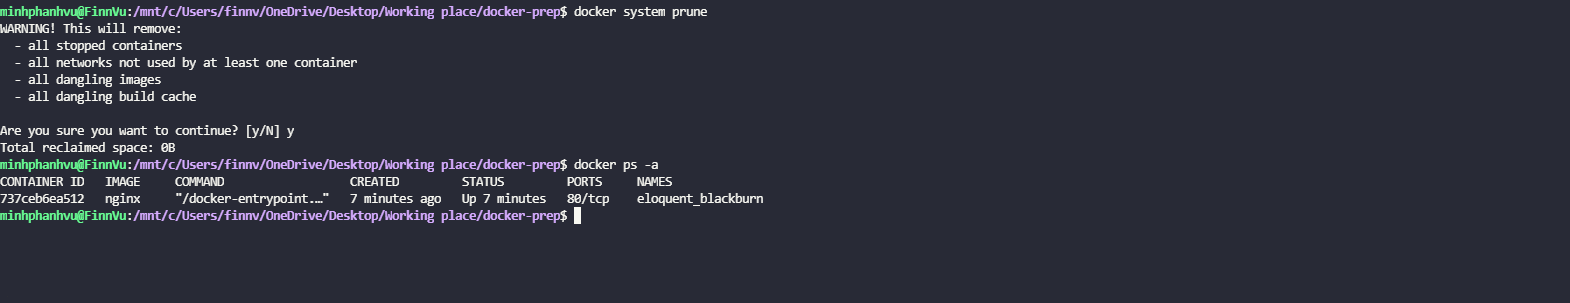 minhphanhvu@FinnVu:/mnt/c/Users/finnv/OneDrive/Desktop/Working place/docker-prep$ docker system prune
WARNING! This will remove:
  - all stopped containers
  - all networks not used by at least one container
  - all dangling images
  - all dangling build cache

Are you sure you want to continue? [y/N] y
Total reclaimed space: 0B
minhphanhvu@FinnVu:/mnt/c/Users/finnv/OneDrive/Desktop/Working place/docker-prep$ docker ps -a
CONTAINER ID   IMAGE     COMMAND                  CREATED         STATUS         PORTS     NAMES
737ceb6ea512   nginx     "/docker-entrypoint.…"   7 minutes ago   Up 7 minutes   80/tcp    eloquent_blackburn
minhphanhvu@FinnVu:/mnt/c/Users/finnv/OneDrive/Desktop/Working place/docker-prep$